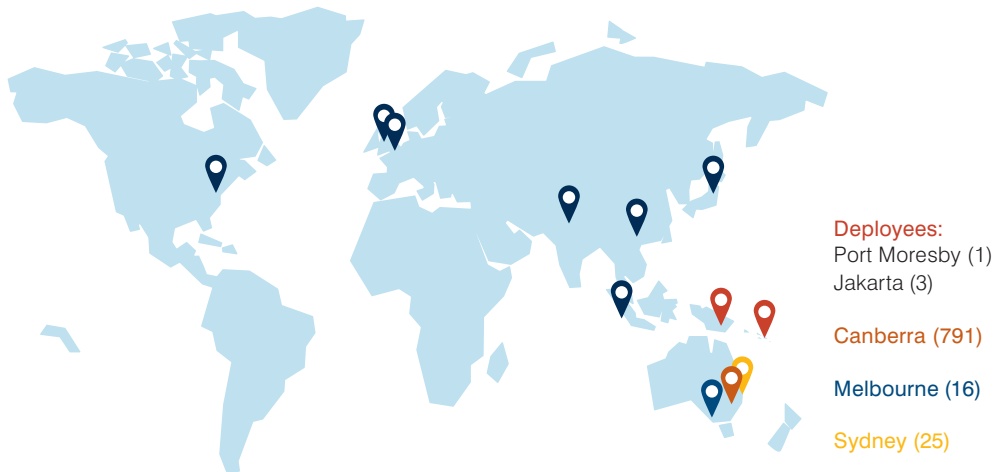 Deployees:
Port Moresby (1)
Jakarta (3)
Canberra (791)
Melbourne (16)
Sydney (25)